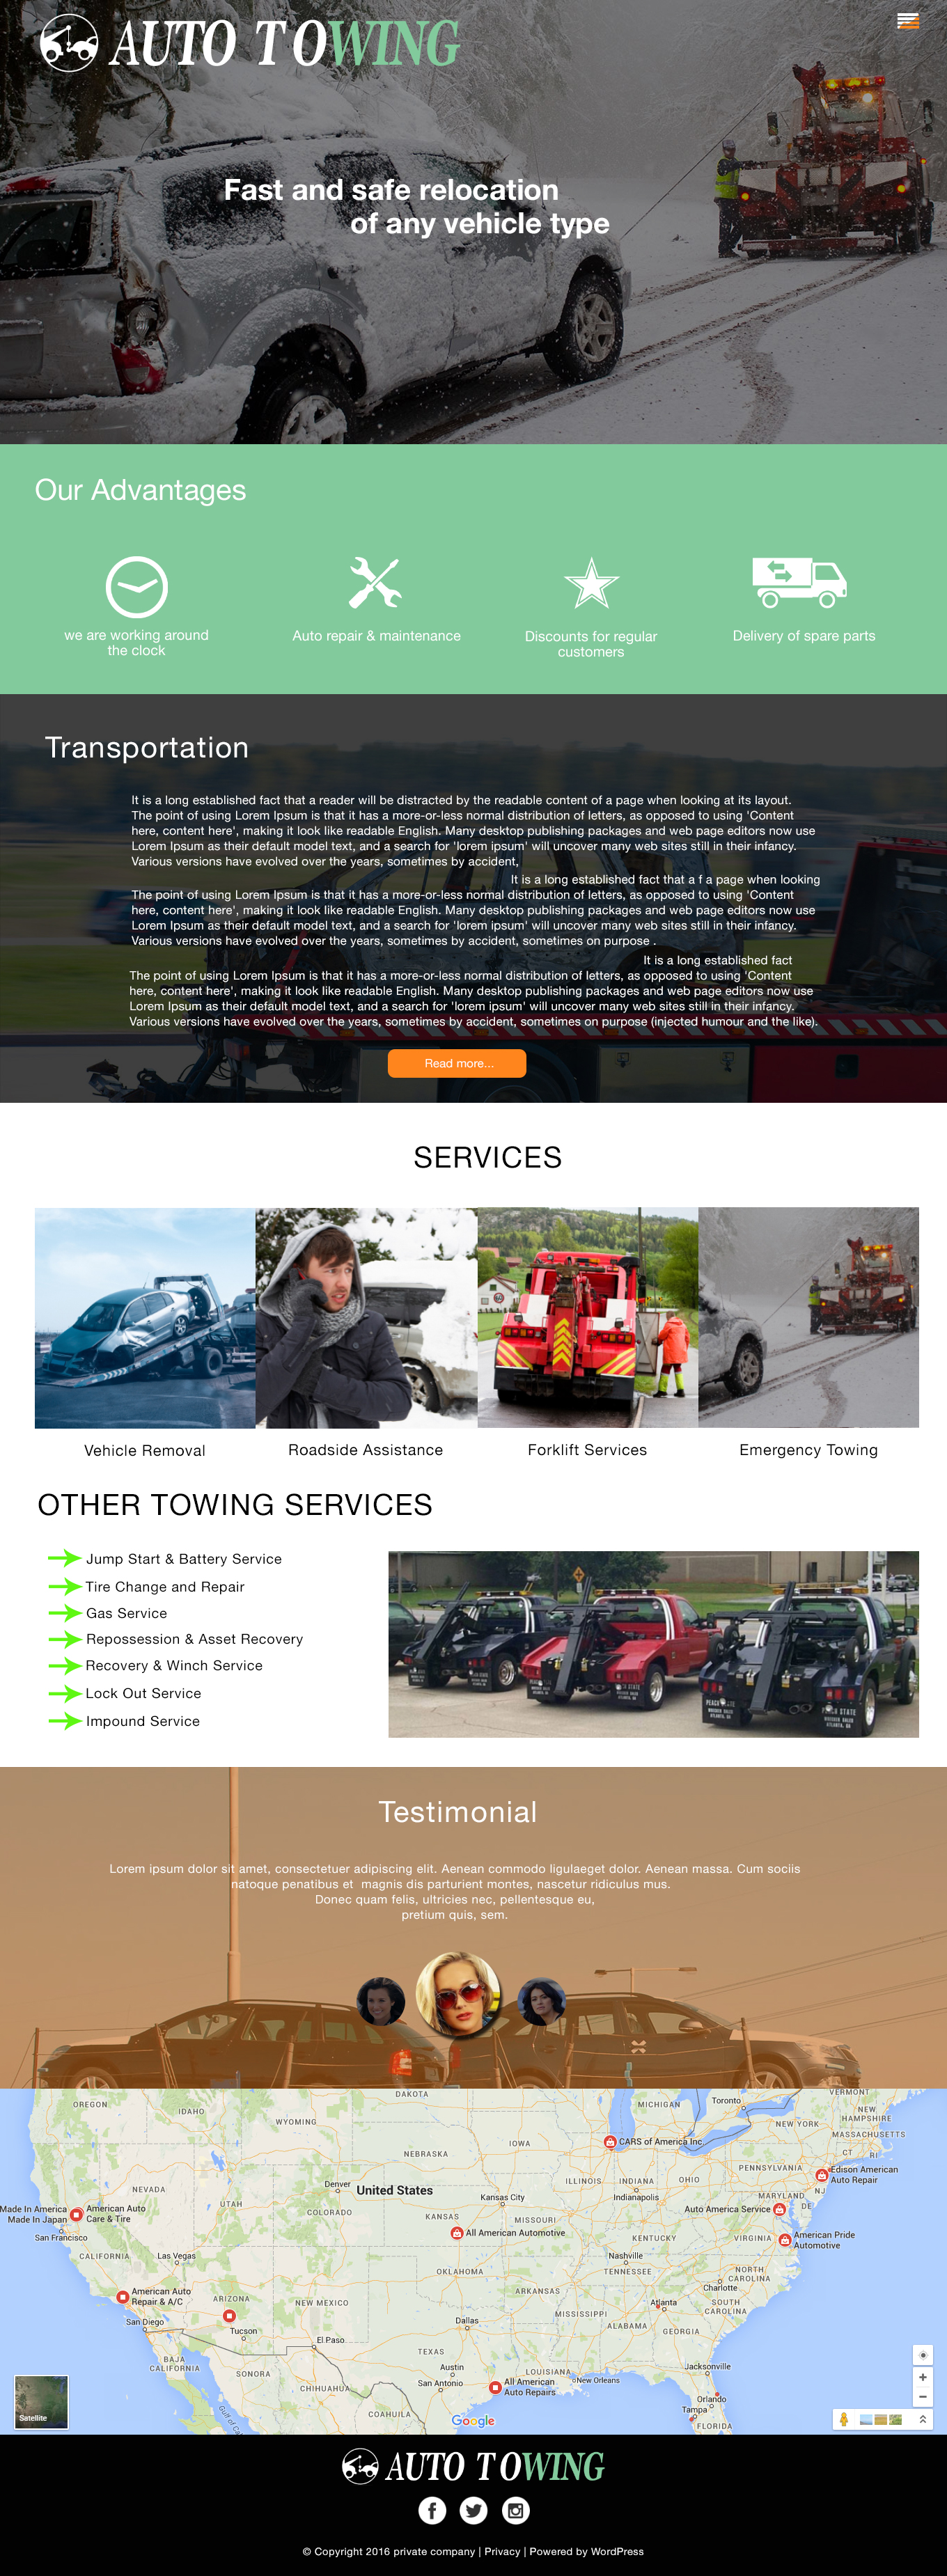 AUTO TOWING
Fast and safe relocation
of any vehicle type
Our Advantages
we are working around
the clock
Auto repair & maintenance
Discounts for regular
customers
Delivery of spare parts
Transportation
It is a long established fact that a reader will be distracted by the readable content of a page when looking at its layout.
The point of using Lorem Ipsum is that it has a more-or-less normal distribution of letters, as opposed to using 'Content
here, content here', making it look like readable English. Many desktop publishing packages and web page editors now use
Lorem Ipsum as their default model text, and a search for 'lorem ipsum' will uncover many web sites still in their infancy.
Various versions have evolved over the years, sometimes by accident,
It is a long established fact that a f a page when looking
The point of using Lorem Ipsum is that it has a more-or-less normal distribution of letters, as opposed to using 'Content
here, content here', making it look like readable English. Many desktop publishing packages and web page editors now use
Lorem Ipsum as their default model text, and a search for 'lorem ipsum' will uncover many web sites still in their infancy.
Various versions have evolved over the years, sometimes by accident, sometimes on purpose .
It is a long established fact
The point of using Lorem Ipsum is that it has a more-or-less normal distribution of letters, as opposed to using 'Content
here, content here', making it look like readable English. Many desktop publishing packages and web page editors now use
Lorem Ipsum as their default model text, and a search for 'lorem ipsum' will uncover many web sites still in their infancy.
Various versions have evolved over the years, sometimes by accident, sometimes on purpose (injected humour and the like).
Read more...
SERVICES
Vehicle Removal
Roadside Assistance
Forklift Services
Emergency Towing
OTHER TOWING SERVICES
Jump Start & Battery Service
Tire Change and Repair
Gas Service
Repossession & Asset Recovery
Recovery & Winch Service
Lock Out Service
Impound Service
PEACH STATE
PEACH STATE
Testimonial
Lorem ipsum dolor sit amet, consectetuer adipiscing elit. Aenean commodo ligulaeget dolor. Aenean massa. Cum sociis
natoque penatibus et magnis dis parturient montes, nascetur ridiculus mus.
Donec quam felis, ultricies nec, pellentesque eu,
pretium quis, sem.
DAKOTA
VERMONT
OREGON
IDAHO
WYOMING
MICHIGAN
Toronto
NEW
HAMPSHIRE
NEW YORK
MASSACHUSETTS
IOWA
CARS of America Inc.
CT
RI
NEBRASKA
PENNSYLVANIA
Edison American
Auto Repair
NEVADA
UTAH
Denver
United States
Kansas City
ILLINOIS
INDIANA
Indianapolis
OHIO
NJ
MARYLAND
DE
Made In America
Made In Japan
American Auto
Care & Tire
COLORADO
KANSAS
MISSOURI
Auto America Service
San Francisco
All American Automotive
KENTUCKY
VIRGINIA
American Pride
Automotive
CALIFORNIA
Las Vegas
Nashville
TENNESSEE
NORTH
CAROLINA
Charlotte
OKLAHOMA
American Auto
Repair & A/C
ARIZONA
NEW MEXICO
ARKANSAS
Atlanta
SOUTH
CAROLINA
MISSISSIPPI
San Diego
Tucson
Dallas
ALABAMA
GEORGIA
El Paso
TEXAS
BAJA
CALIFORNIA
SONORA
Austin
San Antonio
LOUISIANA
Jacksonville
CHIHUAHUA
All American
Auto Repairs
New Orleans
Orlando
Tampa
FLORIDA
COAHUILA
Gulf of Cal
Satellite
Google
AUTO TOWING
© Copyright 2016 private company | Privacy | Powered by WordPress